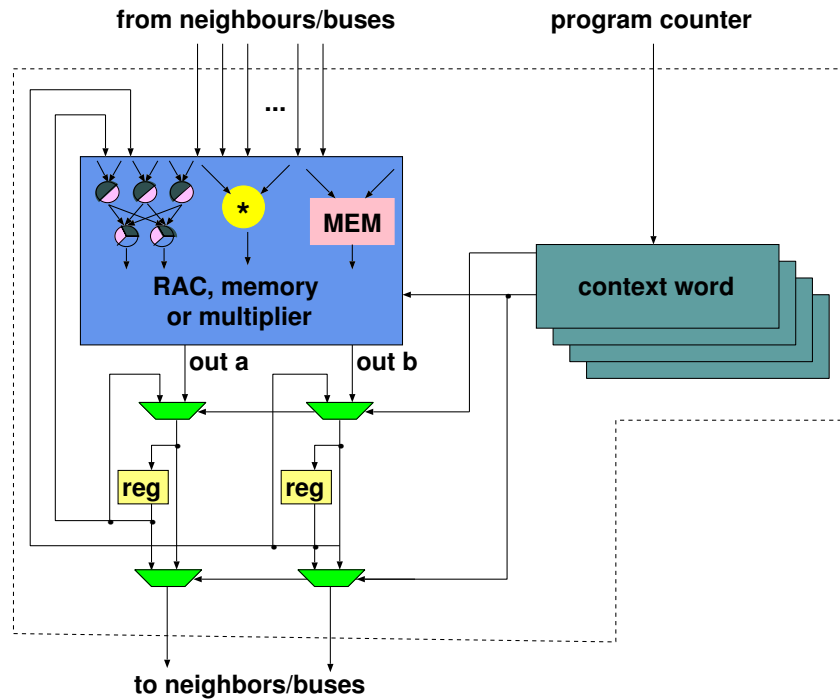 from neighbours/buses
program counter
...
*
MEM
context word
RAC, memory
or multiplier
out a
out b
reg
reg
to neighbors/buses